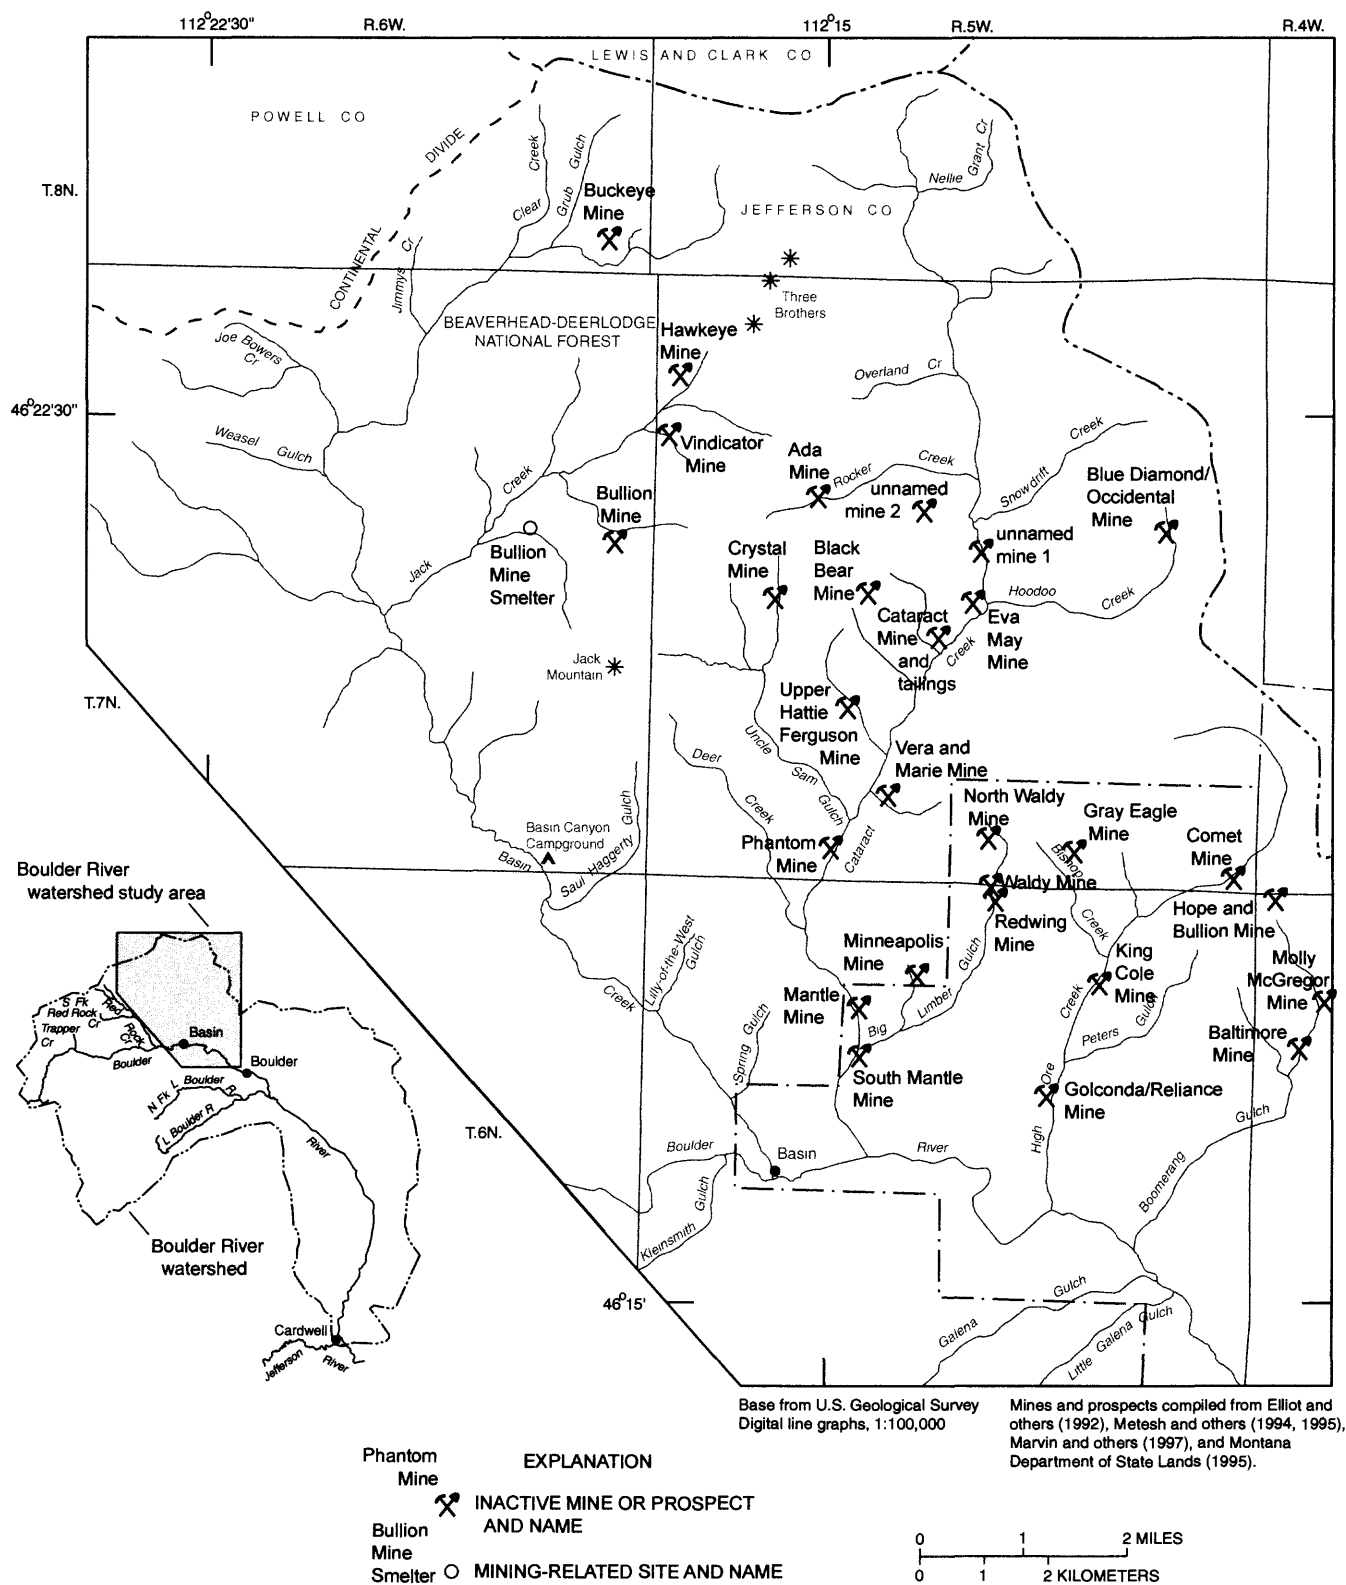 112°22'30"
R.6W.
112°15
R.5W.
R.4W.
LEWIS AND CLARK CO
POWELL CO
DIVIDE
CONTINENTAL
T.8N.
Clear Creek
Grub Gulch
Buckeye
Mine
Nellie Grant Cr
JEFFERSON CO
Jimmys Cr
Three
Brothers
BEAVERHEAD-DEERLODGE
NATIONAL FOREST
Hawkeye
Mine
Joe Bowers
Cr
Overland Cr
46°22'30"
Weasel Gulch
Vindicator
Mine
Ada
Mine
Rocker Creek
Snowdrift Creek
unnamed
mine 2
Blue Diamond/
Occidental
Mine
Bullion
Mine
Jack Creek
Bullion
Mine
Smelter
unnamed
mine 1
Crystal
Mine
Black
Bear
Mine
Hoodoo Creek
Cataract
Mine
and
tailings
Creek
Eva
May
Mine
Jack
Mountain
T.7N.
Upper
Hattie
Ferguson
Mine
Uncle Sam Gulch
Deer Creek
Vera and
Marie Mine
North Waldy
Mine
Gray Eagle
Mine
Comet
Mine
Basin Canyon
Campground
Saul Haggerty Gulch
Basin Creek
Phantom
Mine
Cataract
Bishop Creek
Waldy Mine
Redwing
Mine
Hope and
Bullion Mine
Lilly-of-the-West
Gulch
Minneapolis
Mine
King
Cole
Mine
Molly
McGregor
Mine
Mantle
Mine
Big Limber Gulch
Peters Gulch
Baltimore
Mine
Spring Gulch
South Mantle
Mine
High Ore Creek
Golconda/Reliance
Mine
Boomerang Gulch
T.6N.
Boulder River
Basin
Kleinsmith Gulch
46°15'
Galena Gulch
Little Galena Gulch
Boulder River
watershed study area
S Fk
Red Rock
Cr
Red Rock Cr
Trapper
Cr
Basin
Boulder
Boulder
N Fk L Boulder R
L Boulder R
River
Boulder River
watershed
Cardwell
Jefferson River
Base from U.S. Geological Survey
Digital line graphs, 1:100,000
Mines and prospects compiled from Elliot and
others (1992), Metesh and others (1994, 1995),
Marvin and others (1997), and Montana
Department of State Lands (1995).
EXPLANATION
Phantom
Mine
INACTIVE MINE OR PROSPECT
AND NAME
Bullion
Mine
Smelter
MINING-RELATED SITE AND NAME
0 1 2 MILES
0 1 2 KILOMETERS